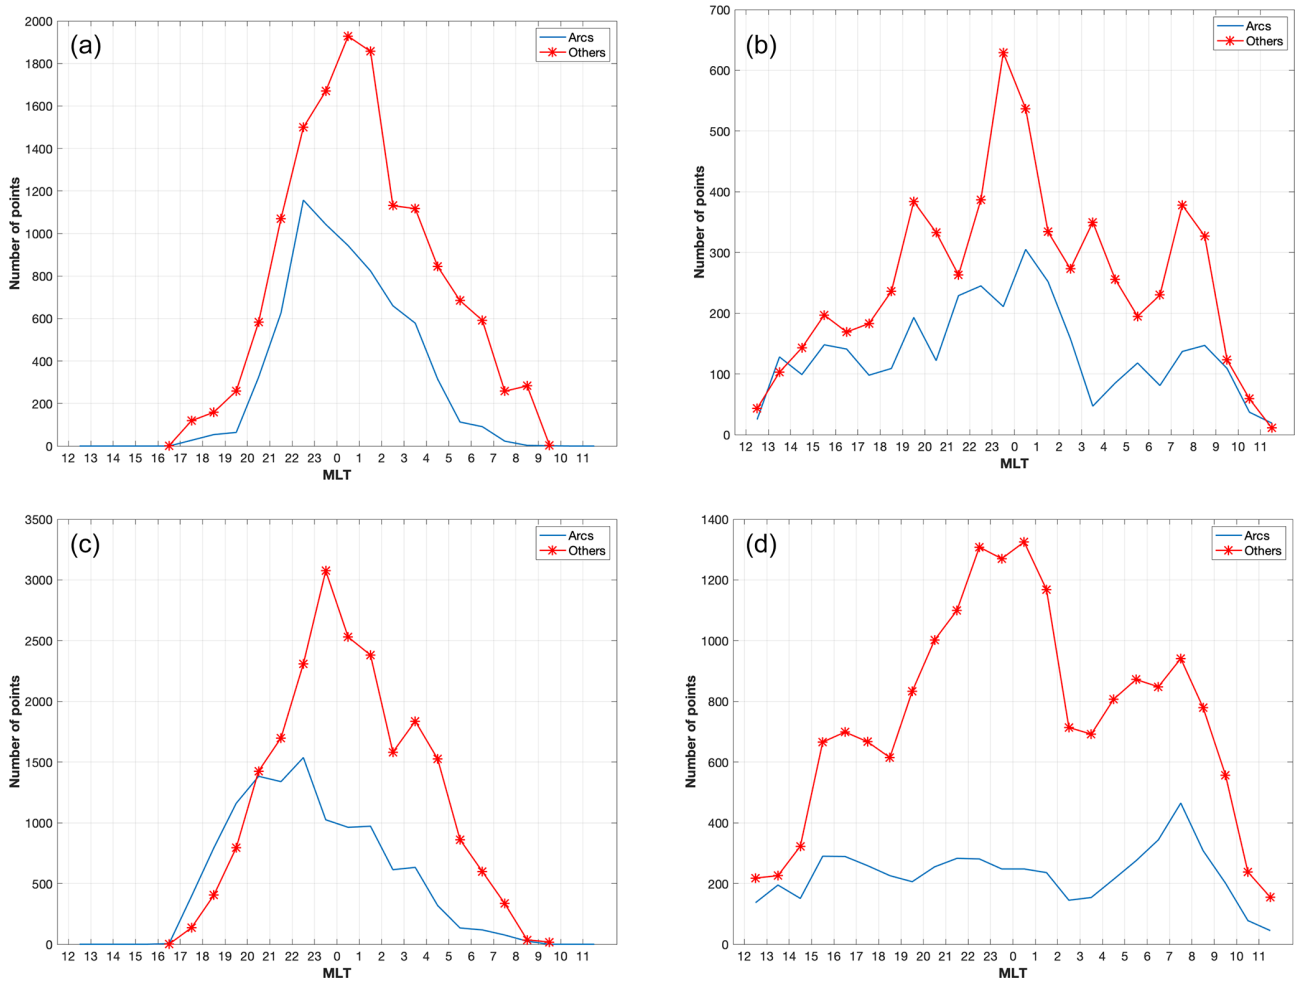 (a)
Arcs
Others
Number of points
2000
1800
1600
1400
1200
1000
800
600
400
200
0
12 13 14 15 16 17 18 19 20 21 22 23 0 1 2 3 4 5 6 7 8 9 10 11
MLT
(b)
Arcs
Others
Number of points
700
600
500
400
300
200
100
0
12 13 14 15 16 17 18 19 20 21 22 23 0 1 2 3 4 5 6 7 8 9 10 11
MLT
(c)
Arcs
Others
Number of points
3500
3000
2500
2000
1500
1000
500
0
12 13 14 15 16 17 18 19 20 21 22 23 0 1 2 3 4 5 6 7 8 9 10 11
MLT
(d)
Arcs
Others
Number of points
1400
1200
1000
800
600
400
200
0
12 13 14 15 16 17 18 19 20 21 22 23 0 1 2 3 4 5 6 7 8 9 10 11
MLT